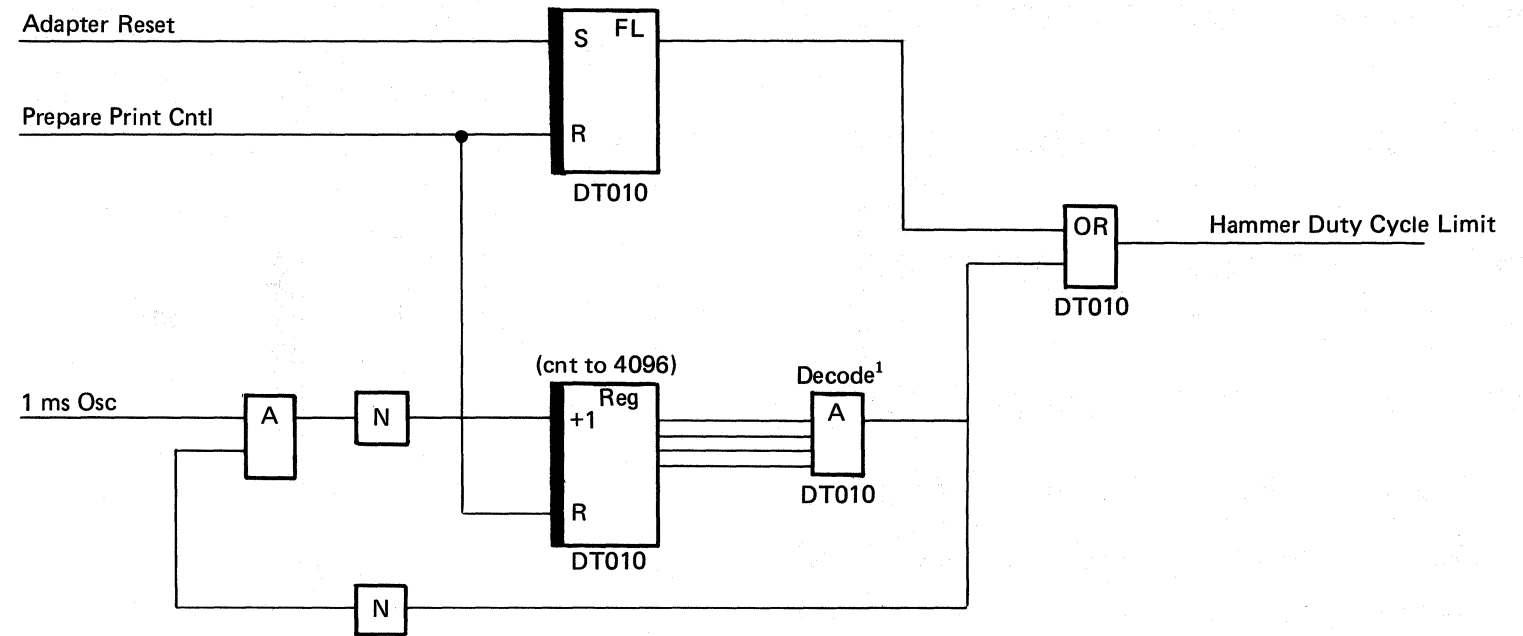 Adapter Reset
S FL
Prepare Print Cntl
R
DT010
OR
Hammer Duty Cycle Limit
DT010
(cnt to 4096)
Decode¹
1 ms Osc
A
N
+1 Reg
A
DT010
R
DT010
N